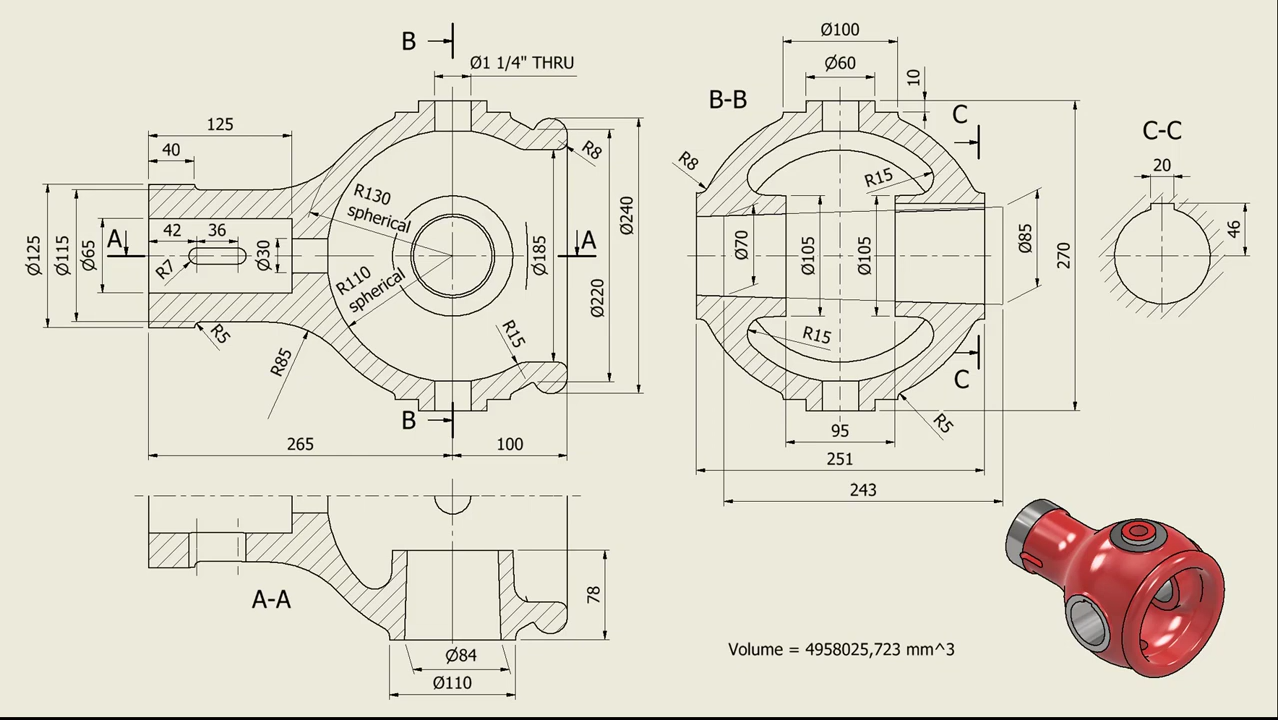 B
Ø1 1/4" THRU
125
40
R8
R130
spherical
Ø240
A
42
36
A
Ø125
Ø115
Ø65
Ø30
Ø185
R7
R110
spherical
Ø220
R5
R85
R15
B
265
100
Ø100
Ø60
10
B-B
C
R8
R15
Ø70
Ø105
Ø105
Ø85
270
R15
C
R5
95
251
243
C-C
20
46
A-A
78
Ø84
Ø110
Volume = 4958025,723 mm^3